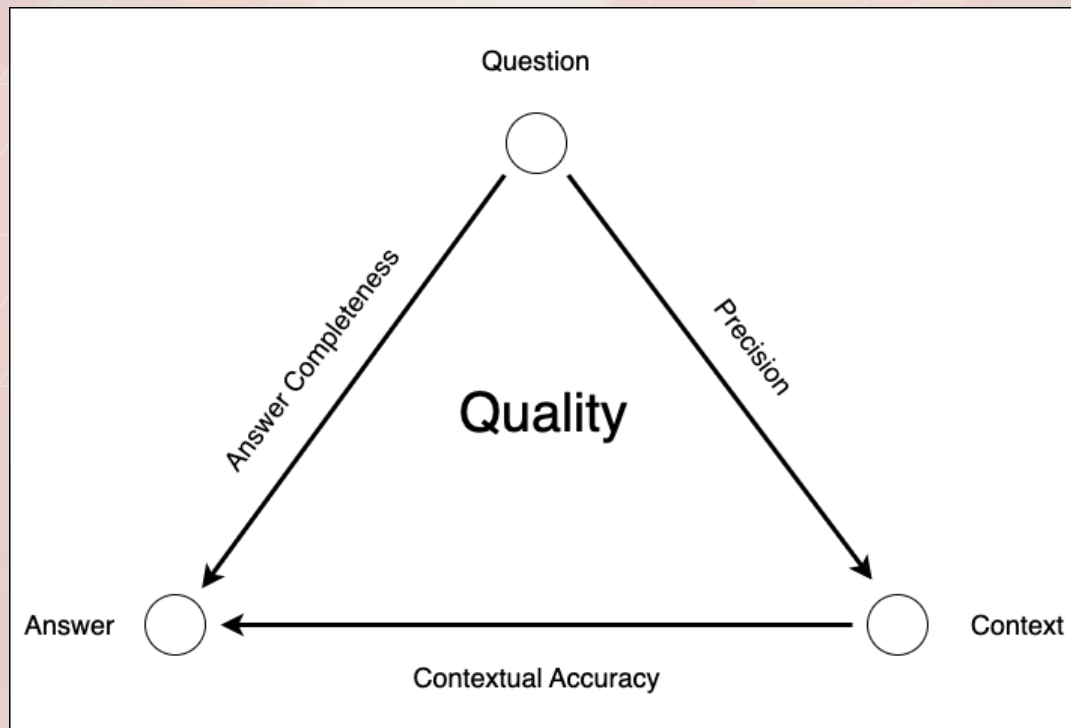 Question
Answer Completeness
Precision
Quality
Answer
Context
Contextual Accuracy